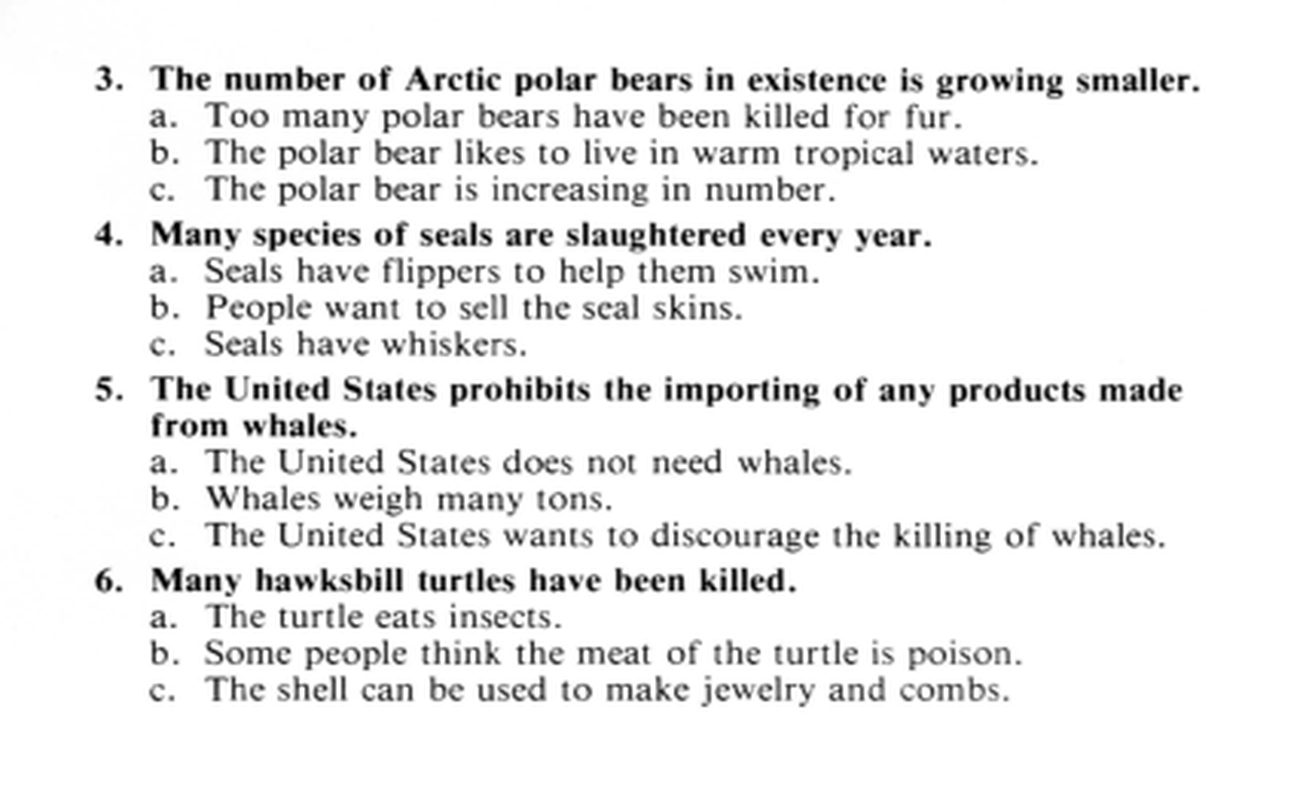 3. The number of Arctic polar bears in existence is growing smaller.
a. Too many polar bears have been killed for fur.
b. The polar bear likes to live in warm tropical waters.
c. The polar bear is increasing in number.
4. Many species of seals are slaughtered every year.
a. Seals have flippers to help them swim.
b. People want to sell the seal skins.
c. Seals have whiskers.
5. The United States prohibits the importing of any products made
from whales.
a. The United States does not need whales.
b. Whales weigh many tons.
c. The United States wants to discourage the killing of whales.
6. Many hawksbill turtles have been killed.
a. The turtle eats insects.
b. Some people think the meat of the turtle is poison.
c. The shell can be used to make jewelry and combs.